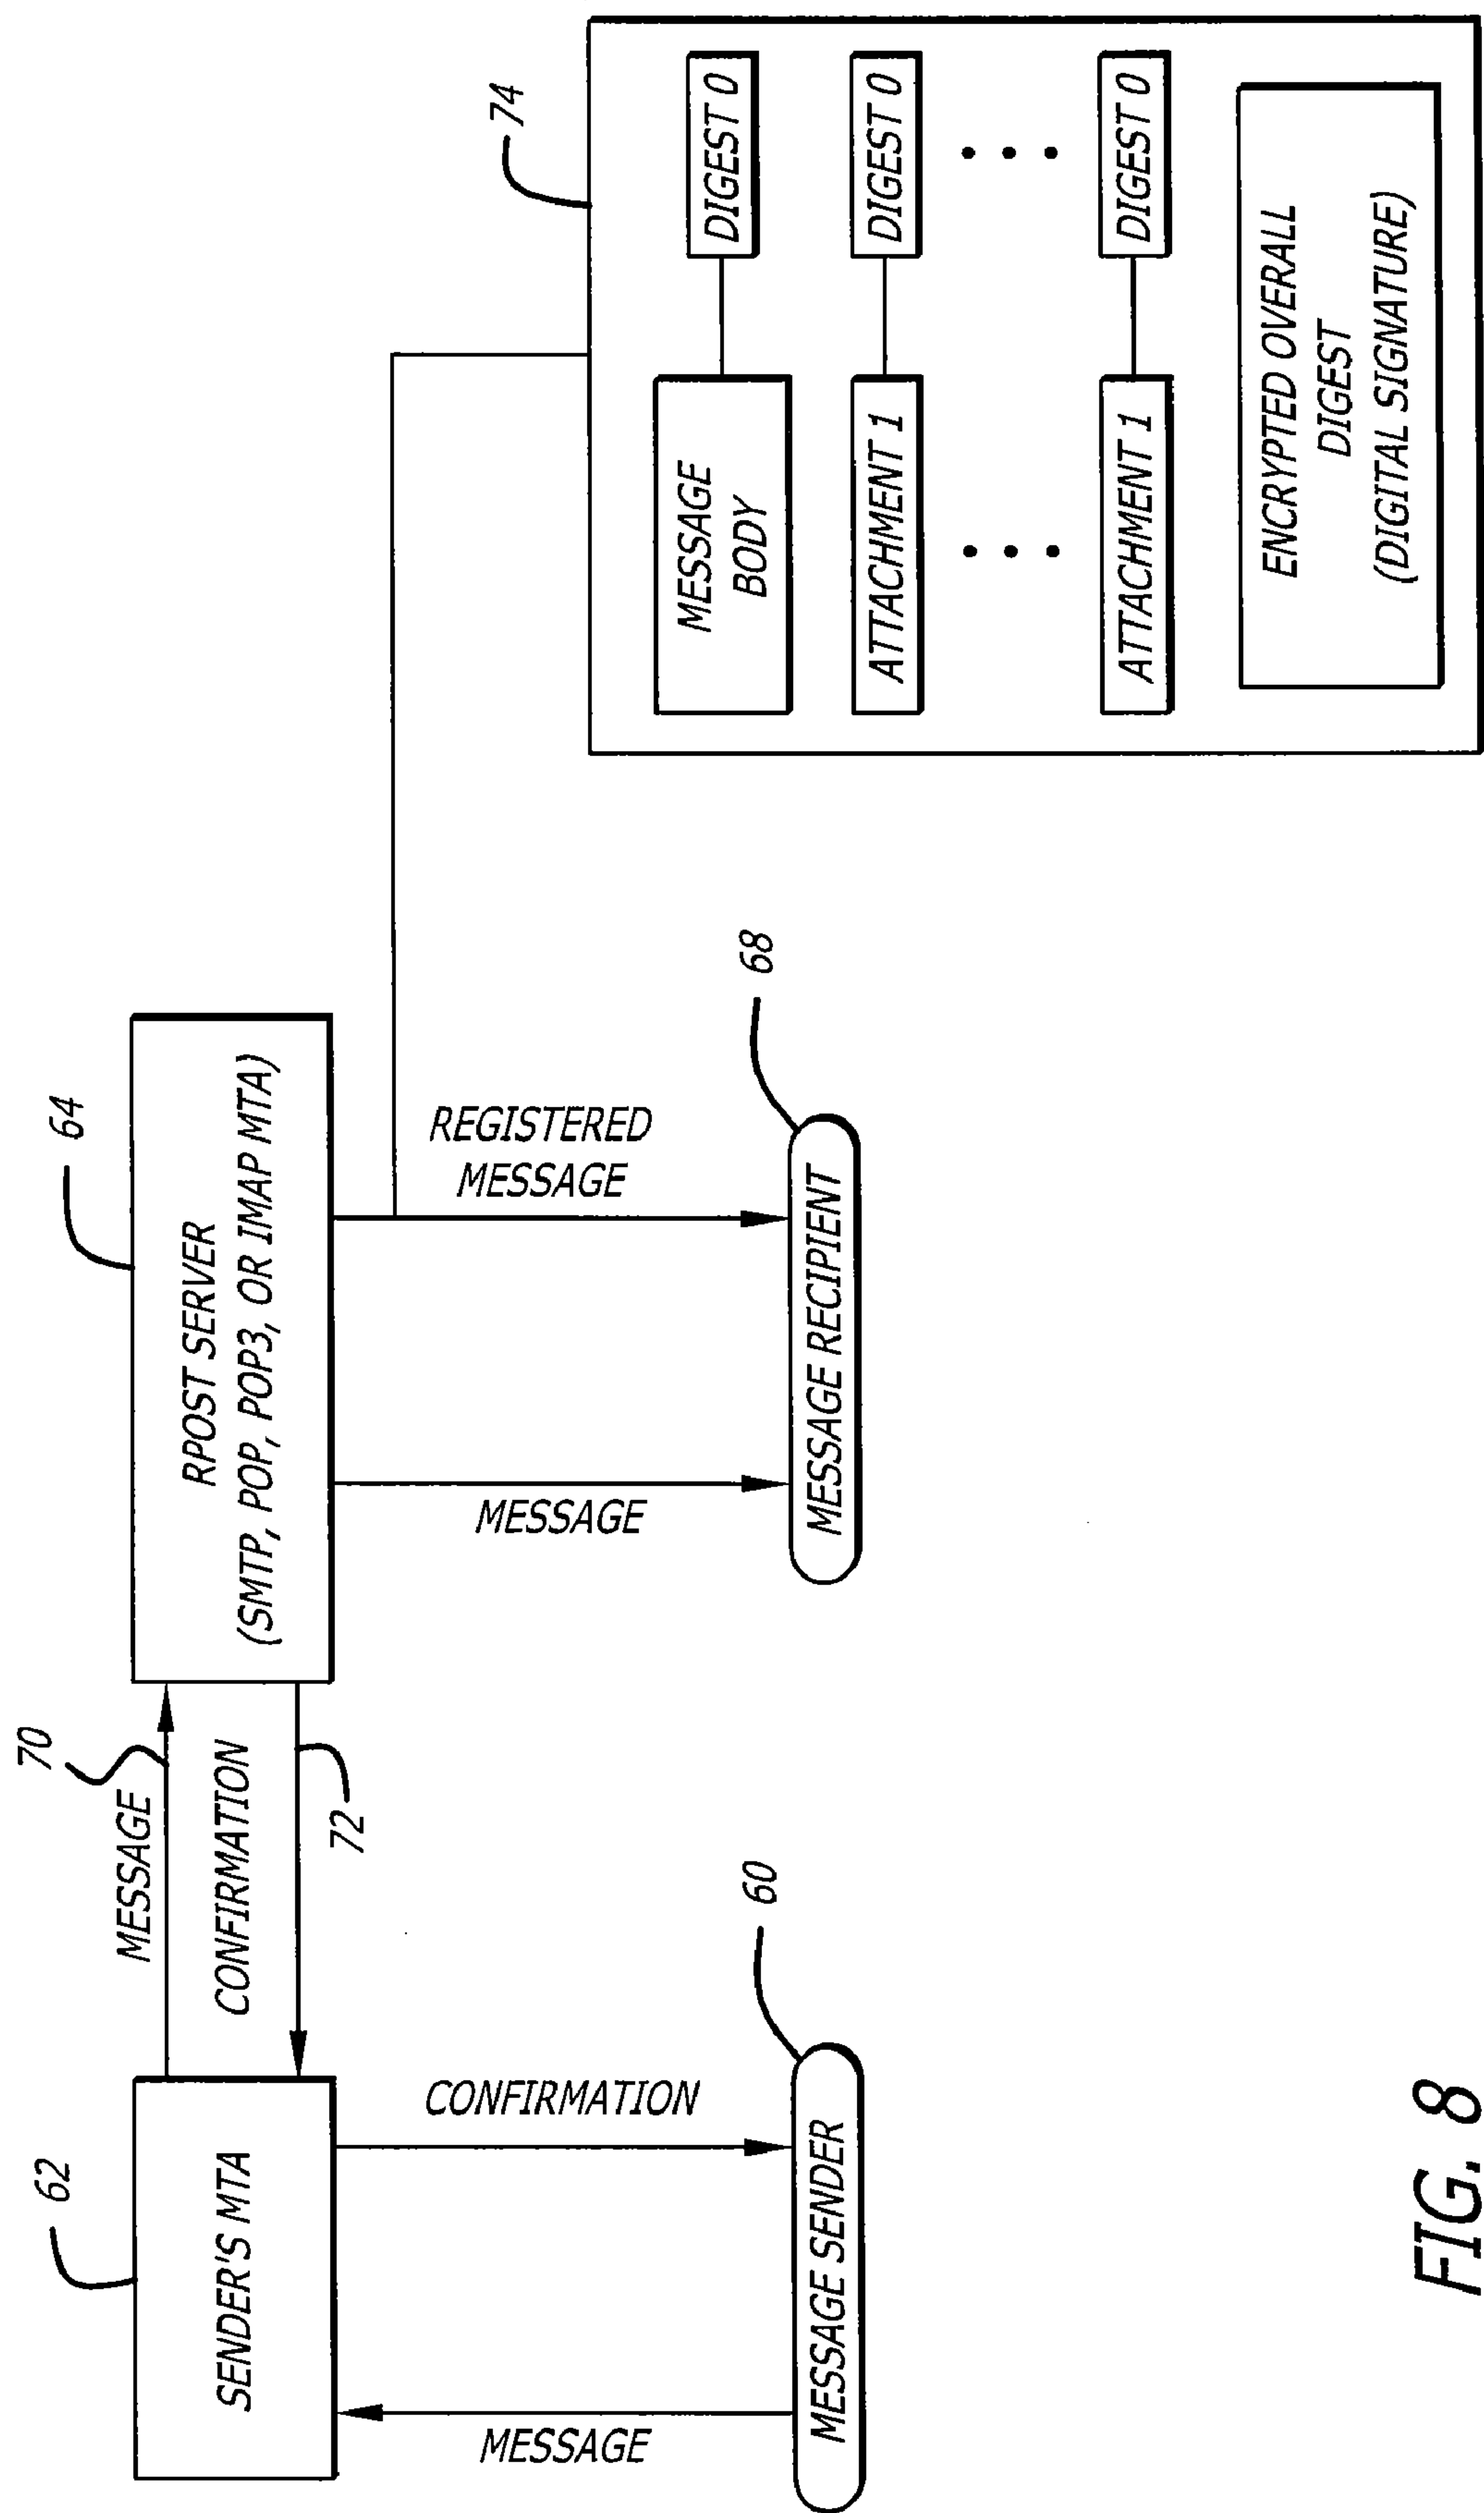 62
SENDER'S MTA
MESSAGE
CONFIRMATION
60
MESSAGE SENDER
MESSAGE
70
CONFIRMATION
72
64
RPOST SERVER
(SMTP, POP, POP3, OR IMAP MTA)
MESSAGE
REGISTERED
MESSAGE
68
MESSAGE RECIPIENT
74
MESSAGE
BODY
DIGEST 0
ATTACHMENT 1
DIGEST 0
ATTACHMENT 1
DIGEST 0
ENCRYPTED OVERALL
DIGEST
(DIGITAL SIGNATURE)
FIG. 8